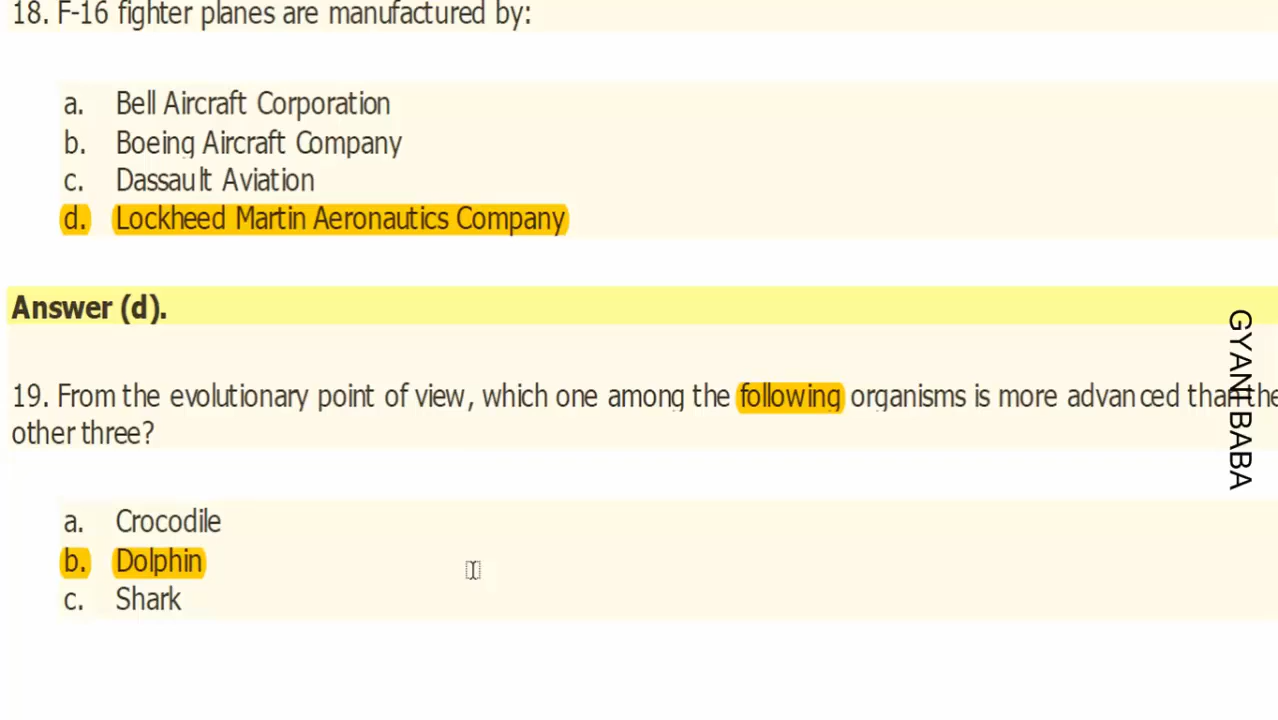 18. F-16 fighter planes are manufactured by:
a. Bell Aircraft Corporation
b. Boeing Aircraft Company
c. Dassault Aviation
d. Lockheed Martin Aeronautics Company
Answer (d).
19. From the evolutionary point of view, which one among the following organisms is more advanced than the
other three?
a. Crocodile
b. Dolphin
c. Shark
GYANI BABA